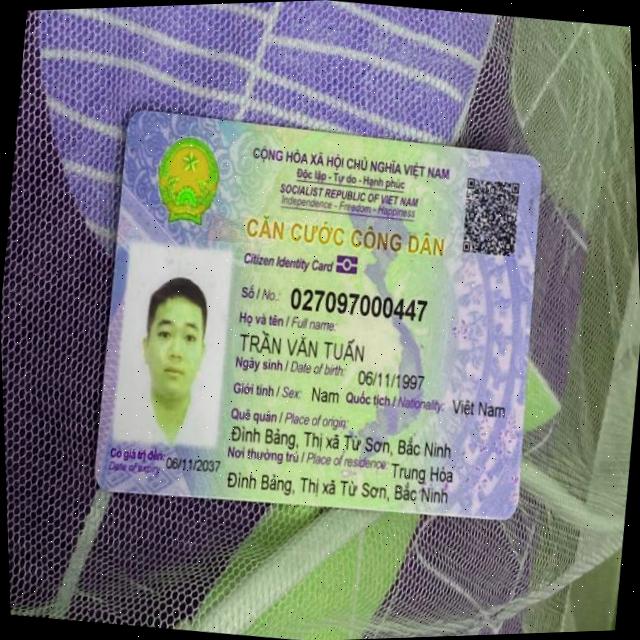 CỘNG HÒA XÃ HỘI CHỦ NGHĨA VIỆT NAM
Độc lập - Tự do - Hạnh phúc
SOCIALIST REPUBLIC OF VIET NAM
Independence - Freedom - Happiness
CĂN CƯỚC CÔNG DÂN
Citizen Identity Card
Số / No.: 027097000447
Họ và tên / Full name:
TRẦN VĂN TUẤN
Ngày sinh / Date of birth: 06/11/1997
Giới tính / Sex: Nam Quốc tịch / Nationality: Việt Nam
Quê quán / Place of origin:
Đình Bảng, Thị xã Từ Sơn, Bắc Ninh
Nơi thường trú / Place of residence: Trung Hòa
Đình Bảng, Thị xã Từ Sơn, Bắc Ninh
Có giá trị đến: 06/11/2037
Date of expiry